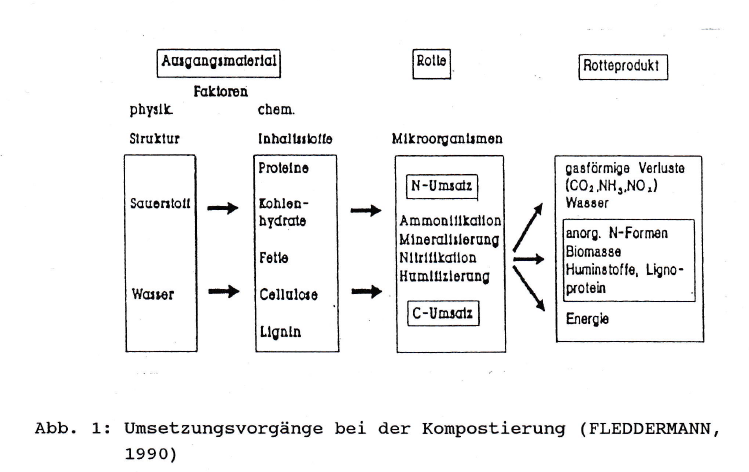 Ausgangsmaterial
Rotte
Rotteprodukt
Faktoren
physik.
chem.
Struktur
Inhaltsstoffe
Mikroorganismen
Sauerstoff
Wasser
Proteine
Kohlen-
hydrate
Fette
Cellulose
Lignin
N-Umsatz
Ammonifikation
Mineralisierung
Nitrifikation
Humifizierung
C-Umsatz
gasförmige Verluste
(CO₂,NH₃,NOₓ)
Wasser
anorg. N-Formen
Biomasse
Huminstoffe, Ligno-
protein
Energie
Abb. 1: Umsetzungsvorgänge bei der Kompostierung (FLEDDERMANN,
1990)